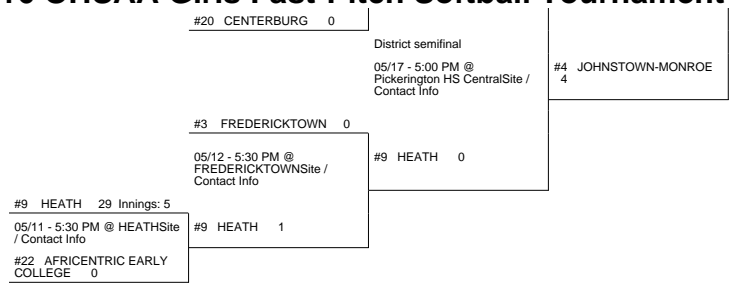 #20 CENTERBURG 0
District semifinal
05/17 - 5:00 PM @
Pickerington HS CentralSite /
Contact Info
#4 JOHNSTOWN-MONROE
4
#3 FREDERICKTOWN 0
05/12 - 5:30 PM @
FREDERICKTOWNSite /
Contact Info
#9 HEATH 0
#9 HEATH 29 Innings: 5
05/11 - 5:30 PM @ HEATHSite
/ Contact Info
#9 HEATH 1
#22 AFRICENTRIC EARLY
COLLEGE 0